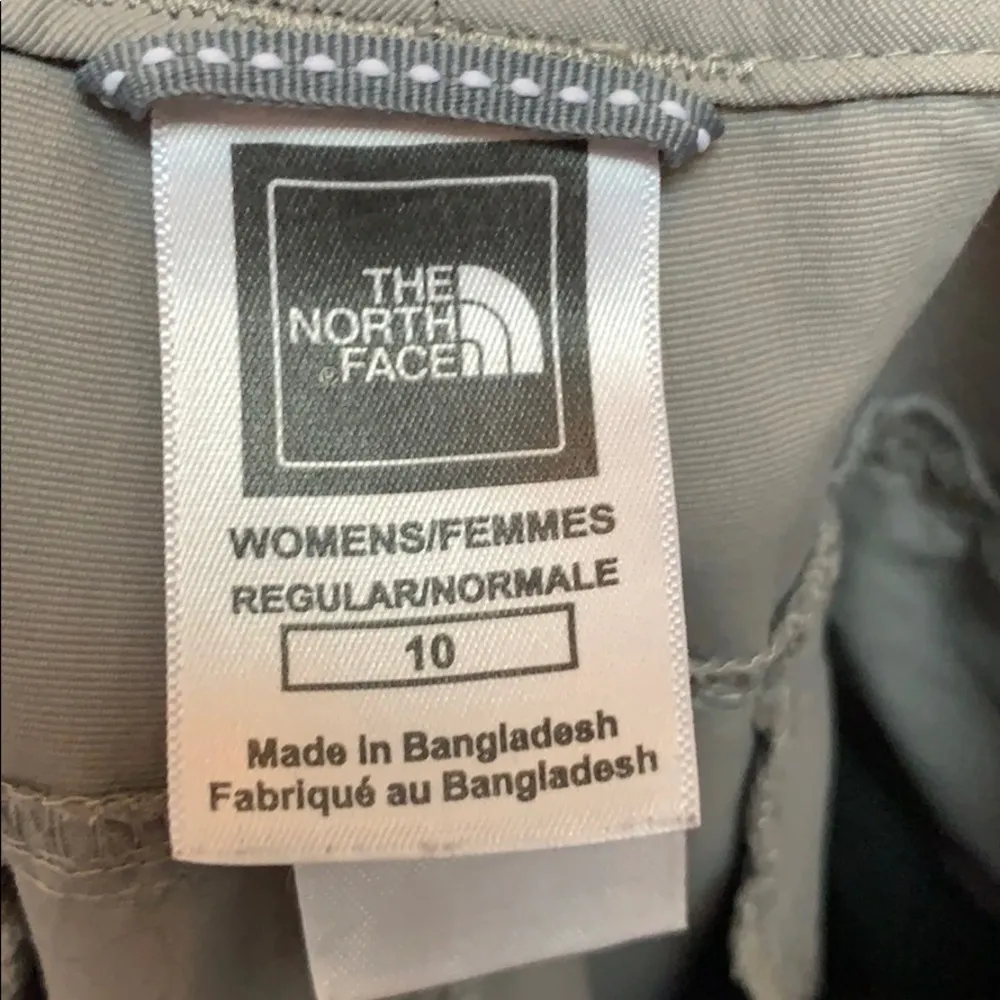 THE
NORTH
®FACE
WOMENS/FEMMES
REGULAR/NORMALE
10
Made in Bangladesh
Fabriqué au Bangladesh